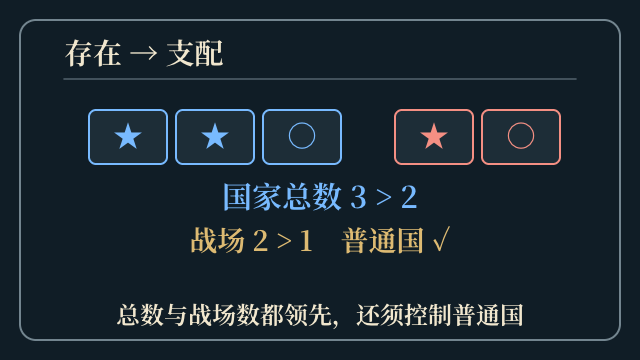 存在 → 支配
★ ★ ○ ★ ○
国家总数 3 > 2
战场 2 > 1 普通国 √
总数与战场数都领先，还须控制普通国